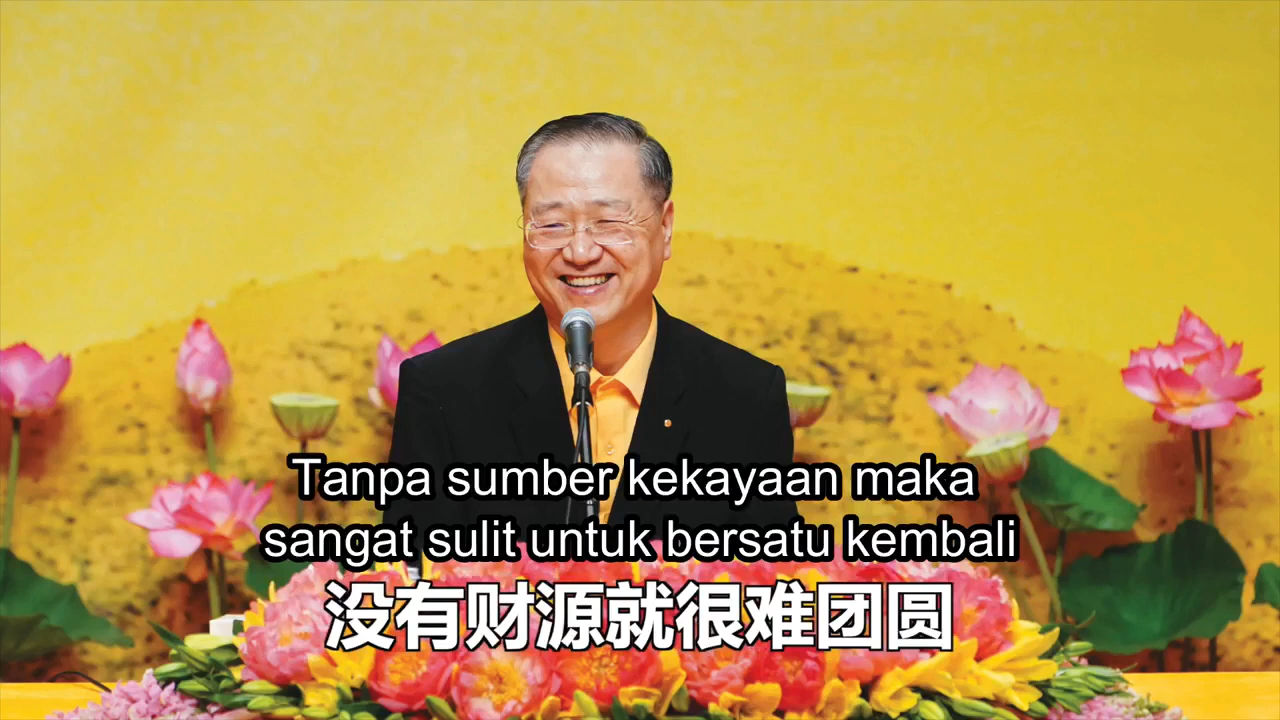 Tanpa sumber kekayaan maka
sangat sulit untuk bersatu kembali
没有财源就很难团圆